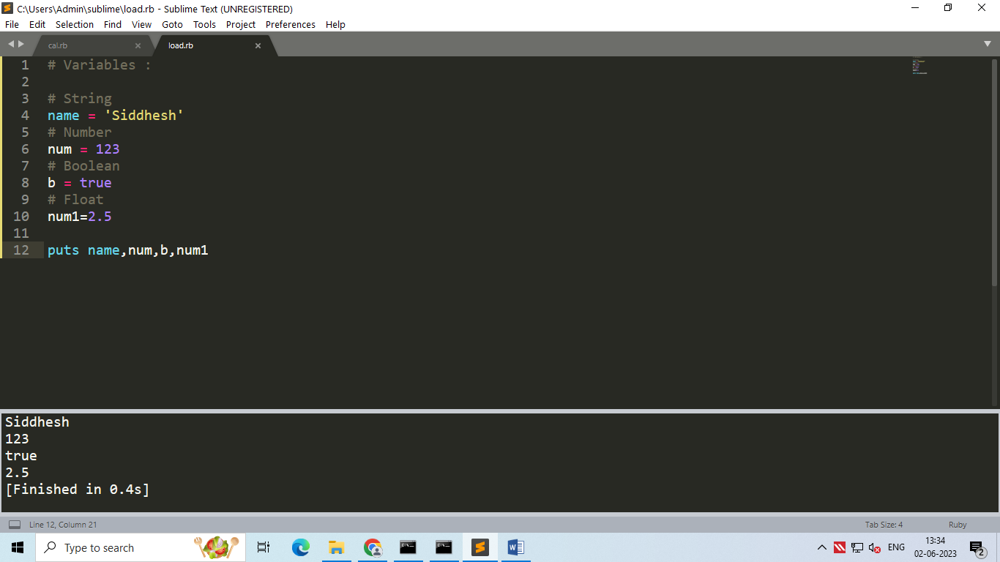 C:\Users\Admin\sublime\load.rb - Sublime Text (UNREGISTERED)
File Edit Selection Find View Goto Tools Project Preferences Help
cal.rb load.rb
1 # Variables :
2
3 # String
4 name = 'Siddhesh'
5 # Number
6 num = 123
7 # Boolean
8 b = true
9 # Float
10 num1=2.5
11
12 puts name,num,b,num1
Siddhesh
123
true
2.5
[Finished in 0.4s]
Line 12, Column 21 Tab Size: 4 Ruby
Type to search ENG 13:34
02-06-2023 2